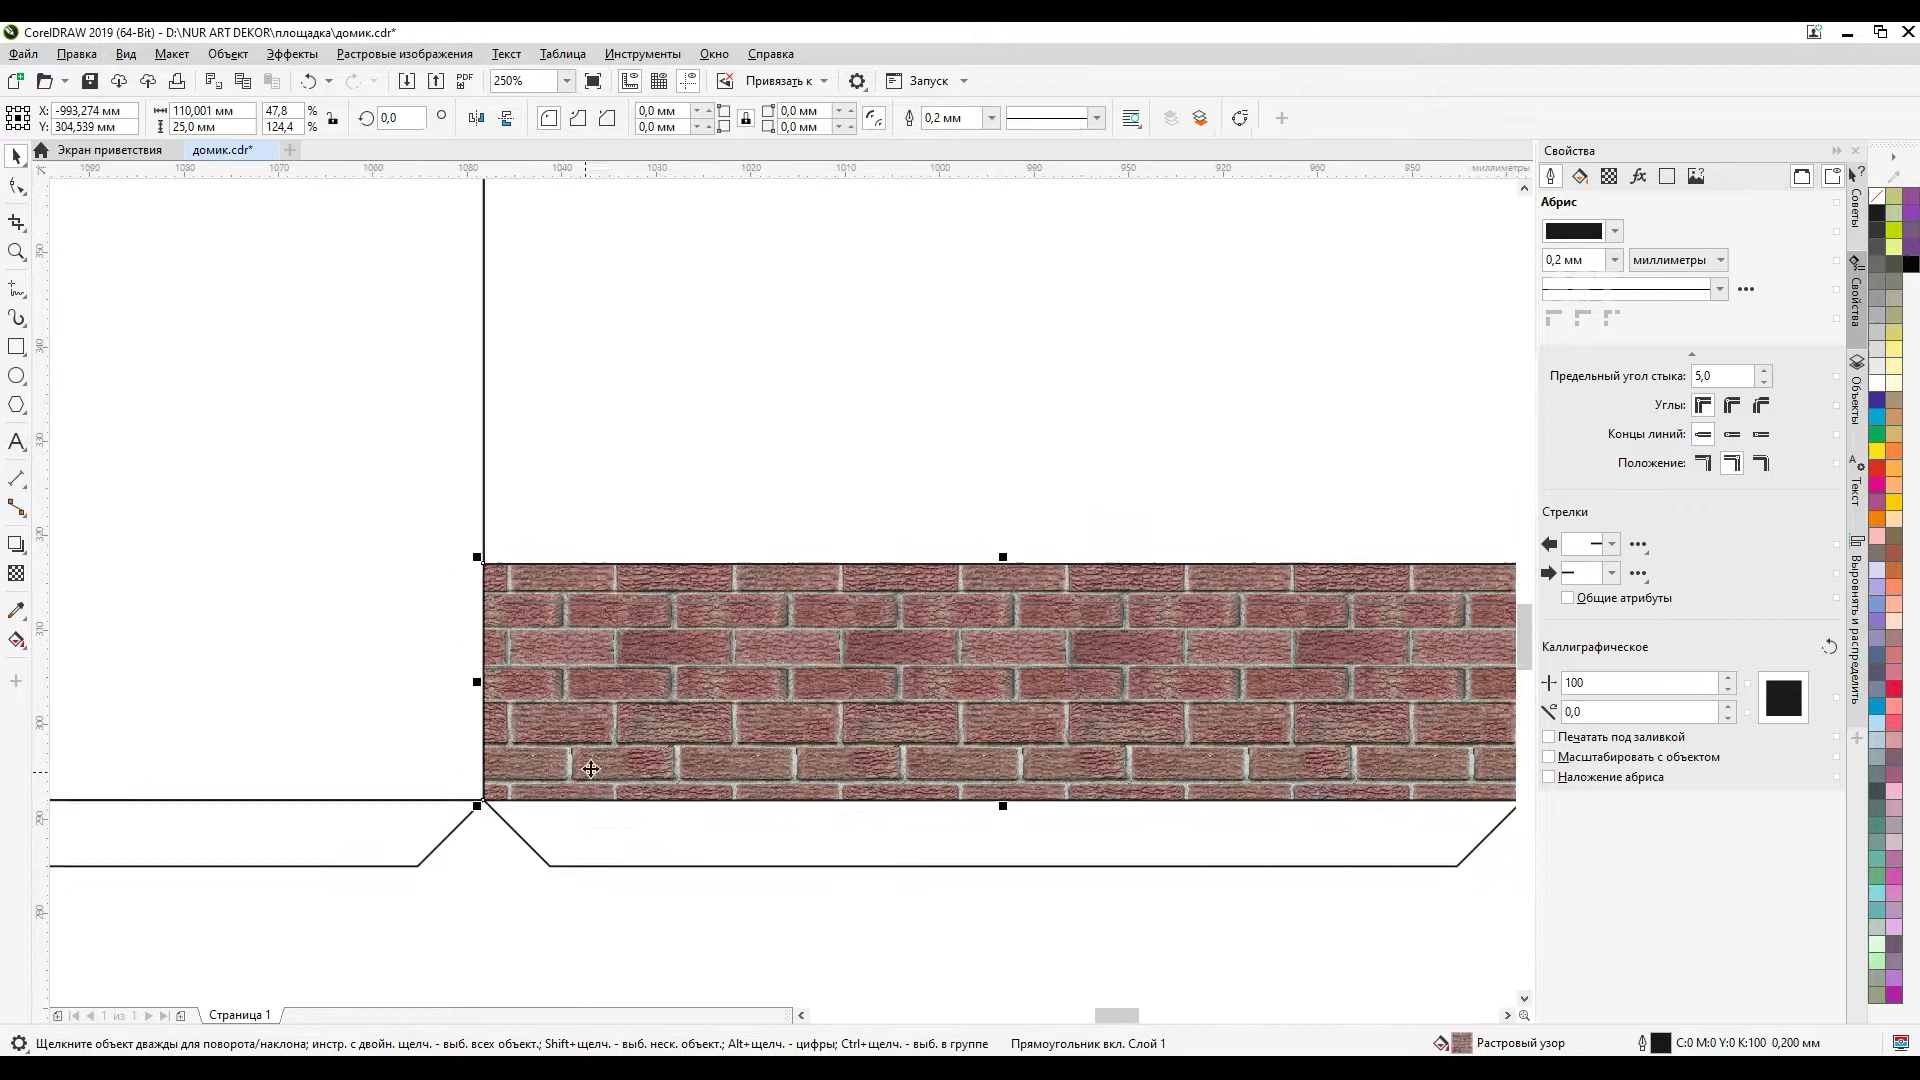 CorelDRAW 2019 (64-Bit) - D:\NUR ART DEKOR\площадка\домик.cdr*
Файл Правка Вид Макет Объект Эффекты Растровые изображения Текст Таблица Инструменты Окно Справка
PDF 250% Привязать к Запуск
X: -993,274 мм 110,001 мм 47,8 % 0,0 0,0 мм 0,0 мм 0,2 мм
Y: 304,539 мм 25,0 мм 124,4 % 0,0 мм 0,0 мм
Экран приветствия домик.cdr*
Свойства
1090 1080 1070 1060 1080 1040 1030 1020 1010 1000 990 950 миллиметры
Абрис
0,2 мм миллиметры
Предельный угол стыка: 5,0
Углы:
Концы линий:
Положение:
Стрелки
Общие атрибуты
Каллиграфическое
100
0,0
Печатать под заливкой
Масштабировать с объектом
Наложение абриса
Советы
Свойства
Объекты
Текст
Выровнять и распределить
1 из 1 Страница 1
Щелкните объект дважды для поворота/наклона; инстр. с двойн. щелч. - выб. всех объект.; Shift+щелч. - выб. неск. объект.; Alt+щелч. - цифры; Ctrl+щелч. - выб. в группе Прямоугольник вкл. Слой 1 Растровый узор C:0 M:0 Y:0 K:100 0,200 мм